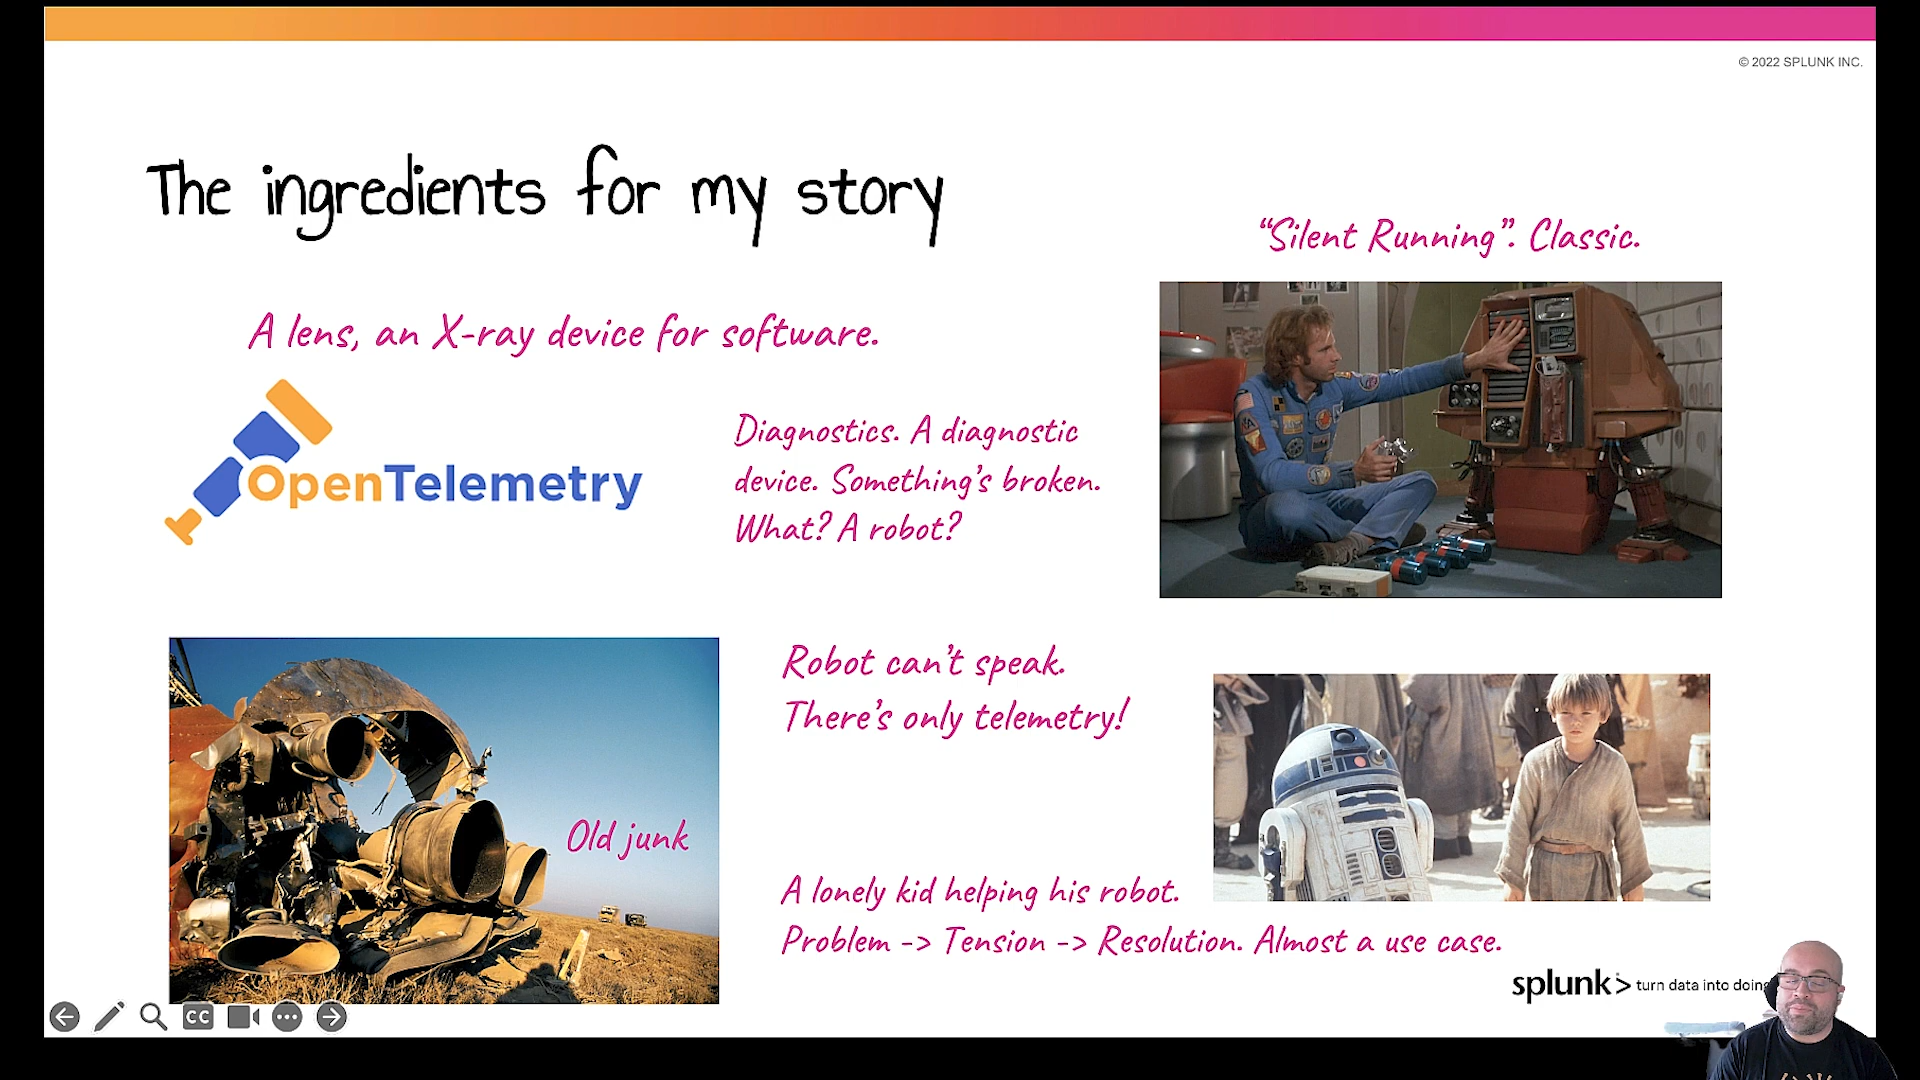 © 2022 SPLUNK INC.
The ingredients for my story
“Silent Running”. Classic.
A lens, an X-ray device for software.
OpenTelemetry
Diagnostics. A diagnostic
device. Something's broken.
What? A robot?
Robot can't speak.
There's only telemetry!
Old junk
A lonely kid helping his robot.
Problem -> Tension -> Resolution. Almost a use case.
splunk> turn data into doing
CC